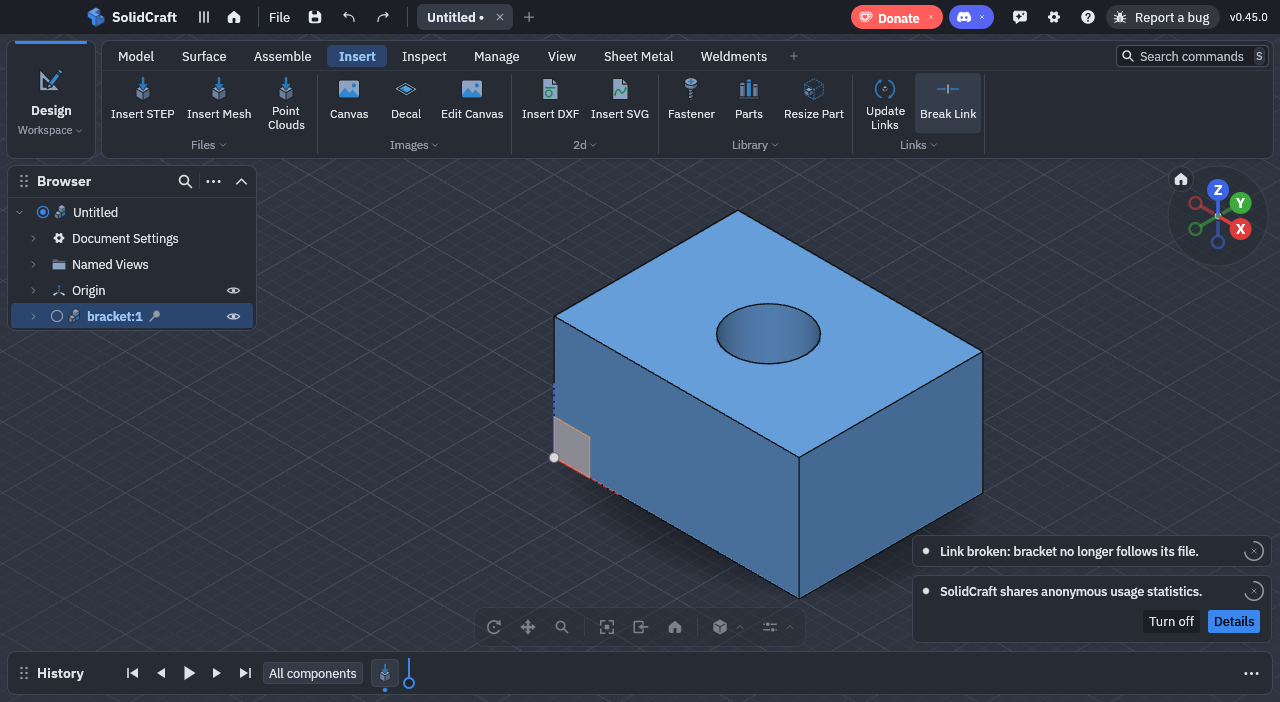 SolidCraft
File
Untitled •
Donate
Report a bug
v0.45.0
Design
Workspace
Model
Surface
Assemble
Insert
Inspect
Manage
View
Sheet Metal
Weldments
Search commands
S
Insert STEP
Insert Mesh
Point
Clouds
Files
Canvas
Decal
Edit Canvas
Images
Insert DXF
Insert SVG
2d
Fastener
Parts
Resize Part
Library
Update
Links
Break Link
Links
Browser
Untitled
Document Settings
Named Views
Origin
bracket:1
Z
Y
X
Link broken: bracket no longer follows its file.
SolidCraft shares anonymous usage statistics.
Turn off
Details
History
All components